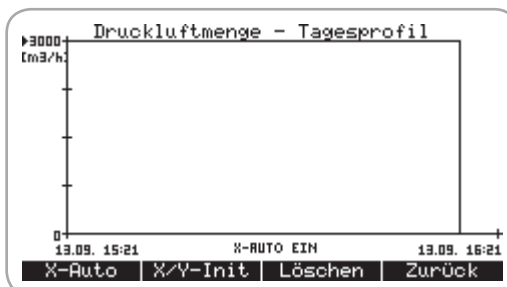 Druckluftmenge - Tagesprofil
▶3000
[m3/h]
0
13.09. 15:21 X-AUTO EIN 13.09. 16:21
X-Auto X/Y-Init Löschen Zurück